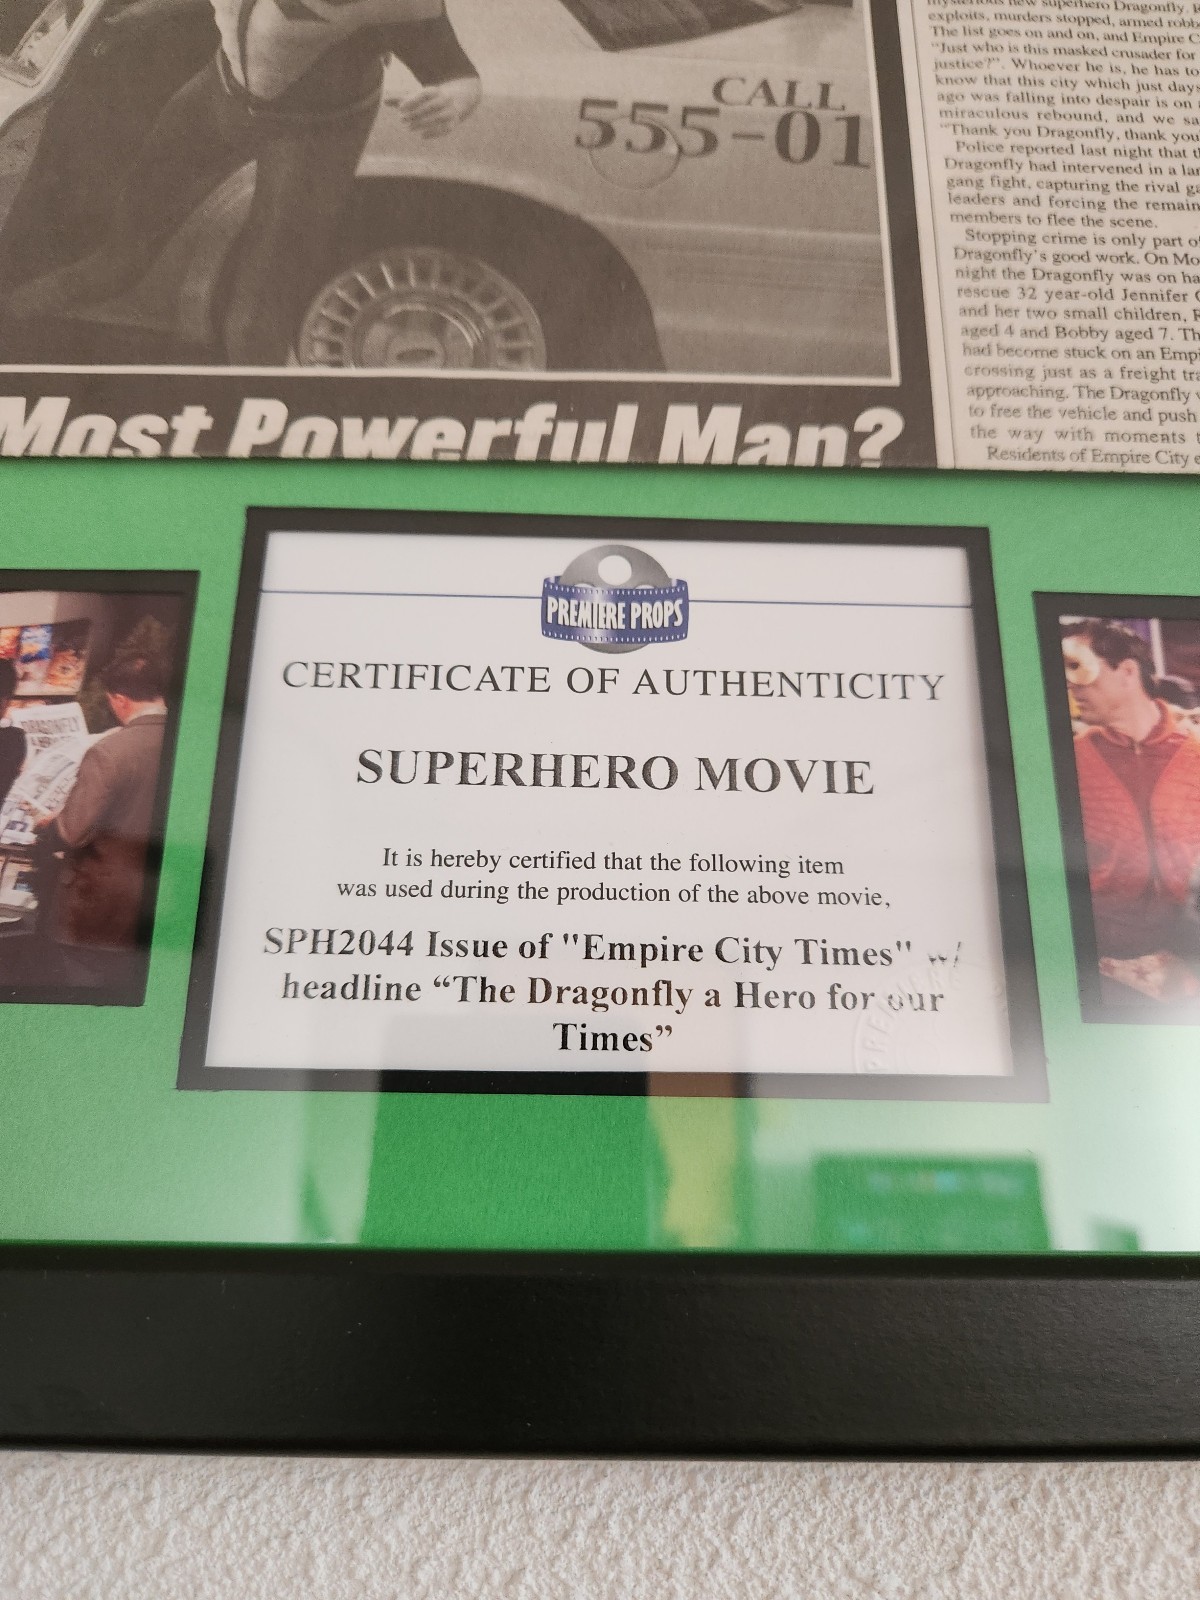 CALL
555-01
Most Powerful Man?
mysterious new superhero Dragonfly.
exploits, murders stopped, armed
The list goes on and on, and Empire
"Just who is this masked crusader for
justice?". Whoever he is, he has to
know that this city which just days
ago was falling into despair is on
miraculous rebound, and we
"Thank you Dragonfly, thank you
Police reported last night that
Dragonfly had intervened in a
gang fight, capturing the rival
leaders and forcing the
members to flee the scene.
Stopping crime is only part
Dragonfly's good work. On
night the Dragonfly was on
rescue 32 year-old Jennifer
and her two small children,
aged 4 and Bobby aged 7.
had become stuck on an
crossing just as a freight
approaching. The Dragonfly
to free the vehicle and push
the way with moments
Residents of Empire City
PREMIERE PROPS
CERTIFICATE OF AUTHENTICITY
SUPERHERO MOVIE
It is hereby certified that the following item
was used during the production of the above movie,
SPH2044 Issue of "Empire City Times" w/
headline “The Dragonfly a Hero for our
Times”
DRAGONFLY